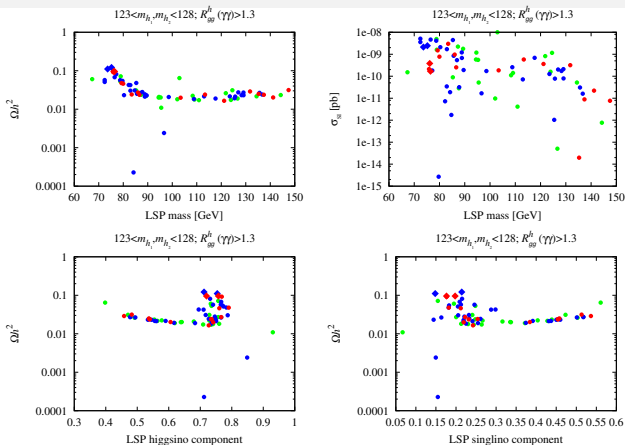 123<m_{h_1},m_{h_2}<128; R^h_{gg}(γγ)>1.3
1
0.1
0.01
0.001
0.0001
Ωh²
60 70 80 90 100 110 120 130 140 150
LSP mass [GeV]
123<m_{h_1},m_{h_2}<128; R^h_{gg}(γγ)>1.3
1e-08
1e-09
1e-10
1e-11
1e-12
1e-13
1e-14
1e-15
σ_{SI} [pb]
60 70 80 90 100 110 120 130 140 150
LSP mass [GeV]
123<m_{h_1},m_{h_2}<128; R^h_{gg}(γγ)>1.3
1
0.1
0.01
0.001
0.0001
Ωh²
0.3 0.4 0.5 0.6 0.7 0.8 0.9 1
LSP higgsino component
123<m_{h_1},m_{h_2}<128; R^h_{gg}(γγ)>1.3
1
0.1
0.01
0.001
0.0001
Ωh²
0.05 0.1 0.15 0.2 0.25 0.3 0.35 0.4 0.45 0.5 0.55 0.6
LSP singlino component